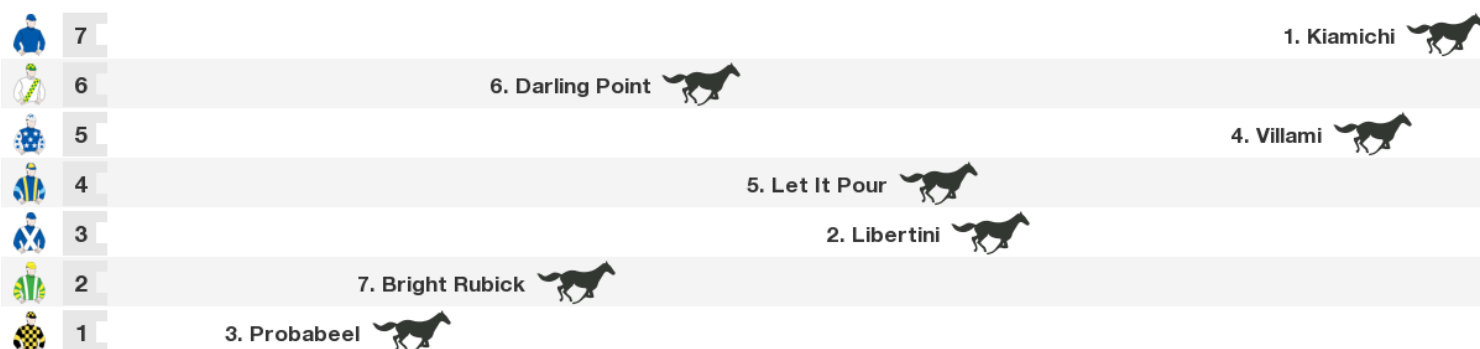 7 1. Kiamichi
6 6. Darling Point
5 4. Villami
4 5. Let It Pour
3 2. Libertini
2 7. Bright Rubick
1 3. Probabeel